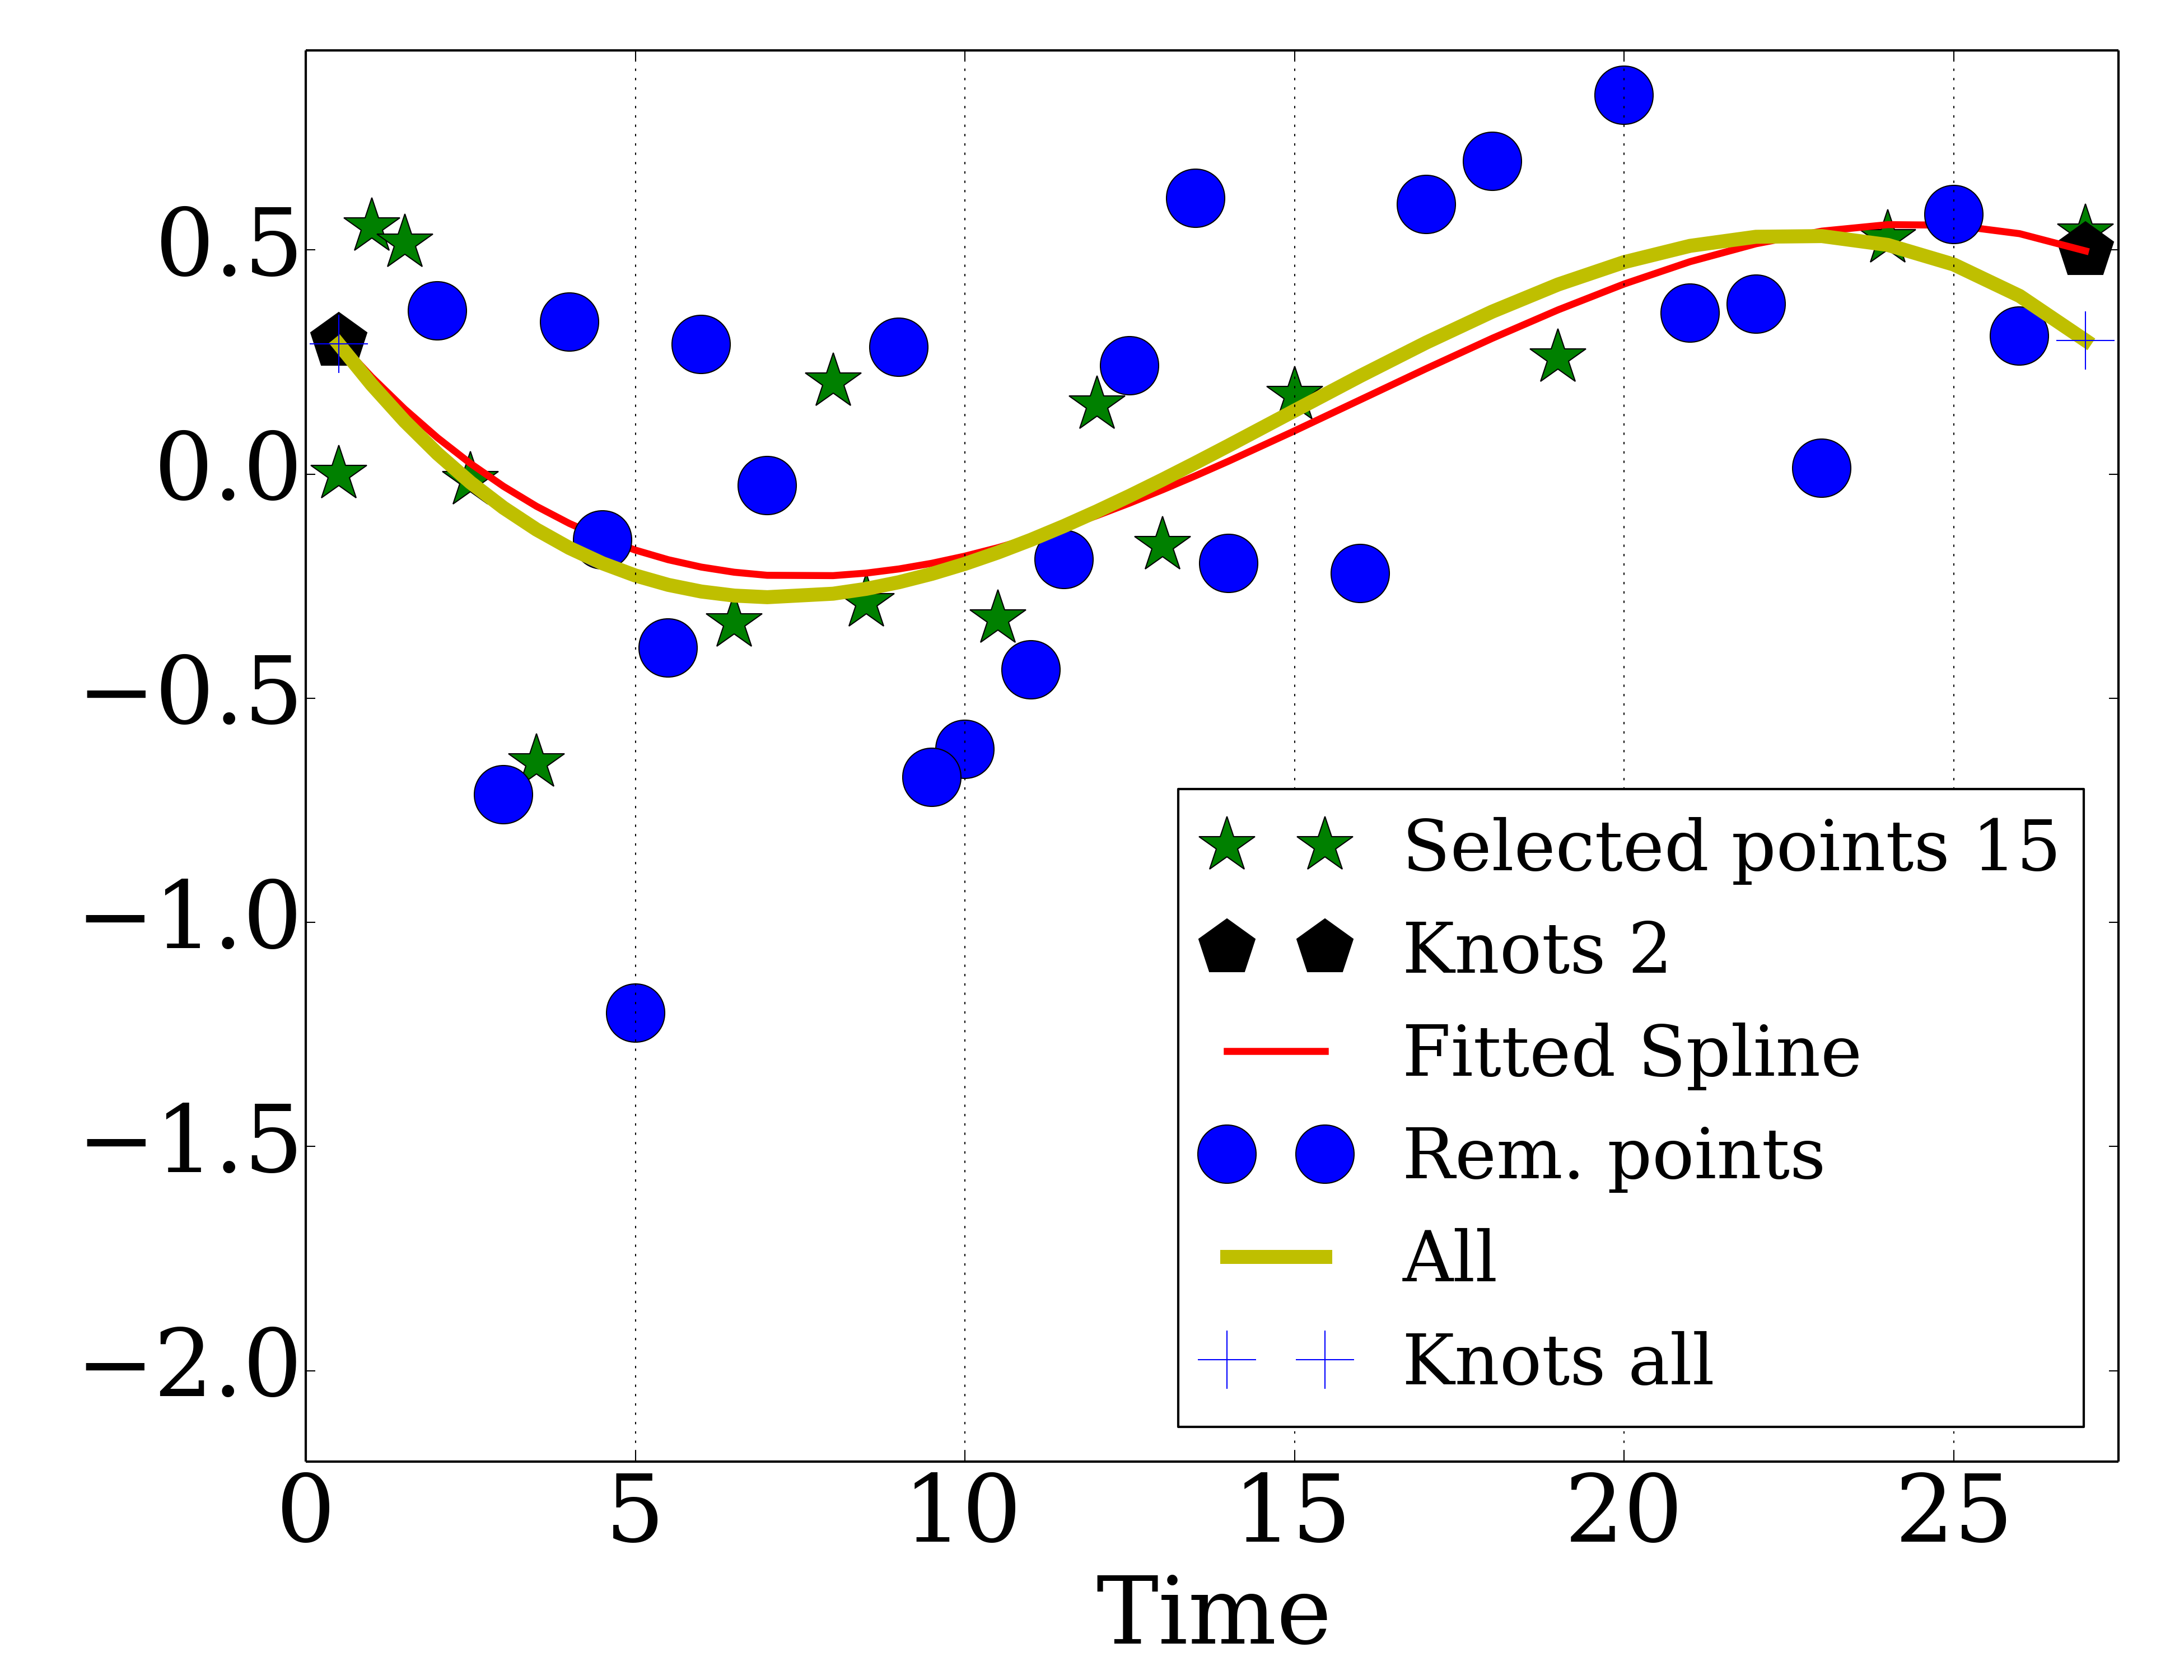 0.5
0.0
−0.5
−1.0
−1.5
−2.0
Selected points 15
Knots 2
Fitted Spline
Rem. points
All
Knots all
0 5 10 15 20 25
Time